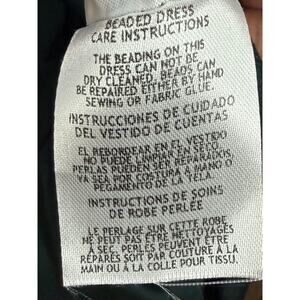 BEADED DRESS
CARE INSTRUCTIONS
THE BEADING ON THIS
DRESS CAN NOT BE
DRY CLEANED. BEADS CAN
BE REPAIRED EITHER BY HAND
SEWING OR FABRIC GLUE.
INSTRUCCIONES DE CUIDADO
DEL VESTIDO DE CUENTAS
EL REBORDEAR EN EL VESTIDO
NO PUEDE LIMPIAR EN SECO
PERLAS PUEDEN SER REPARADOS,
YA SEA POR COSTURA A MANO O
PEGAMENTO DE LA TELA
INSTRUCTIONS DE SOINS
DE ROBE PERLEE
LE PERLAGE SUR CETTE ROBE
NE PEUT PAS ÊTRE NETTOYAGES
À SEC. PERLES PEUVENT ÊTRE
RÉPARÉS SOIT PAR COUTURE À LA
MAIN OU À LA COLLE POUR TISSU.